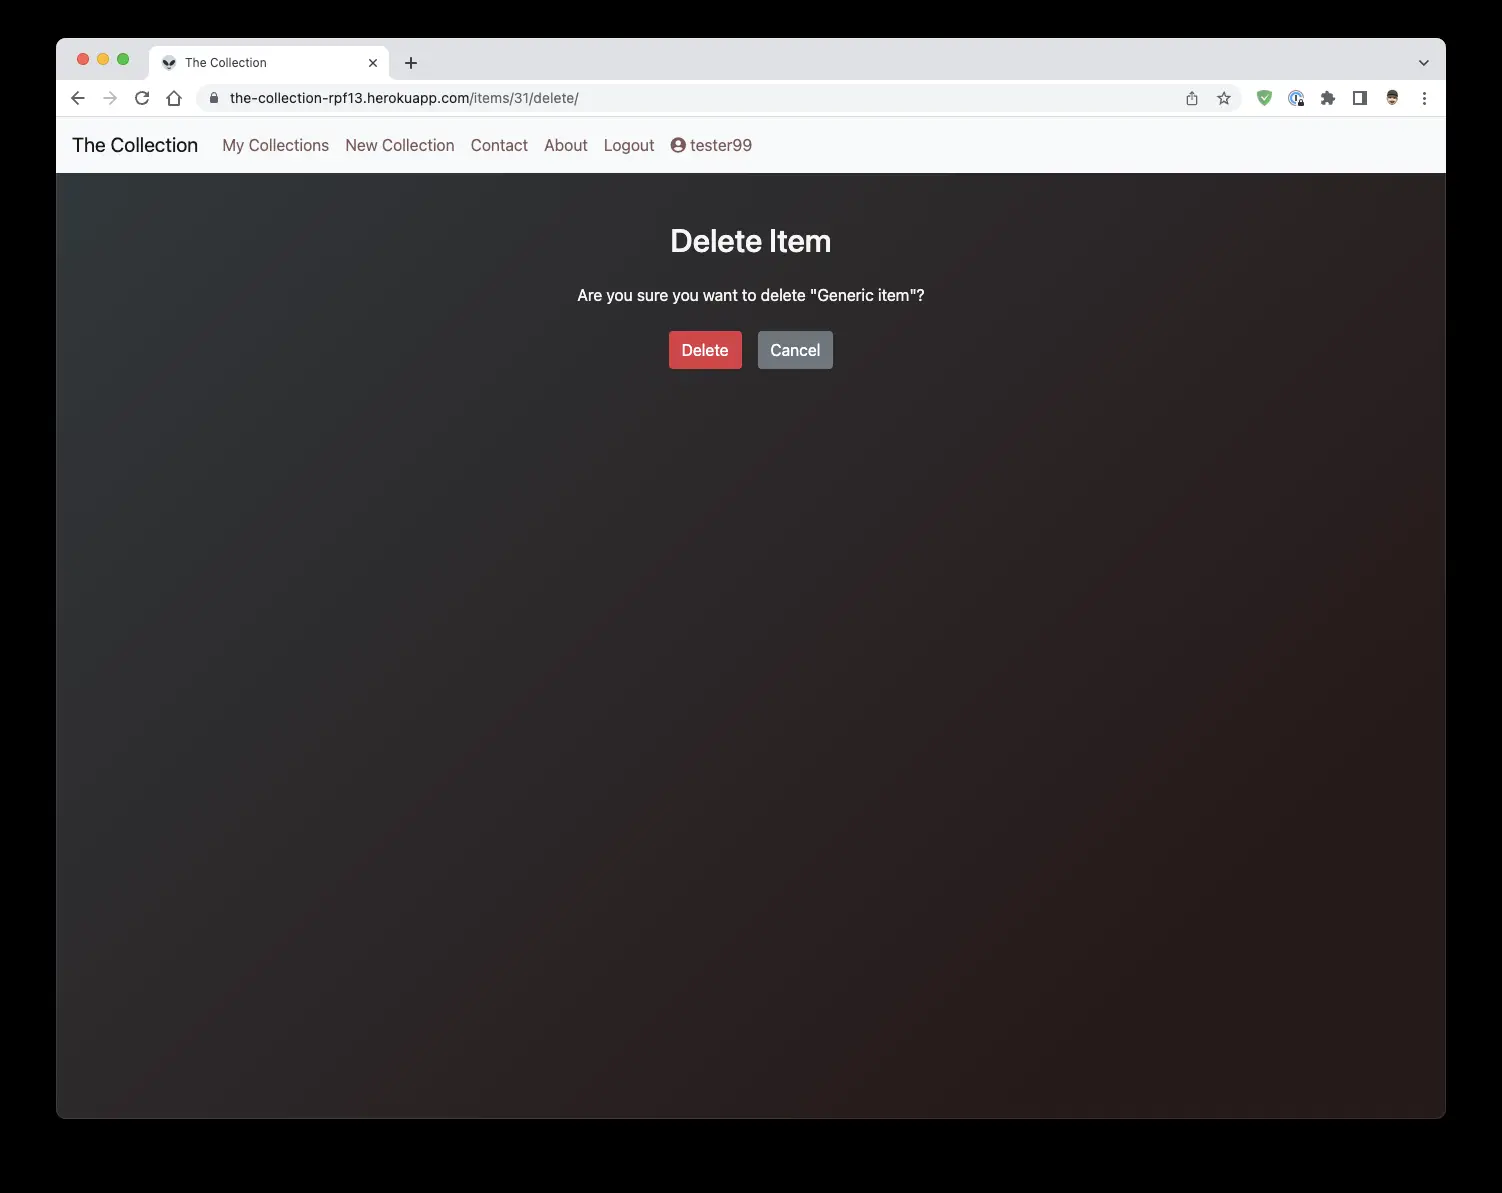 The Collection
the-collection-rpf13.herokuapp.com/items/31/delete/
The Collection My Collections New Collection Contact About Logout tester99
Delete Item
Are you sure you want to delete "Generic item"?
Delete Cancel